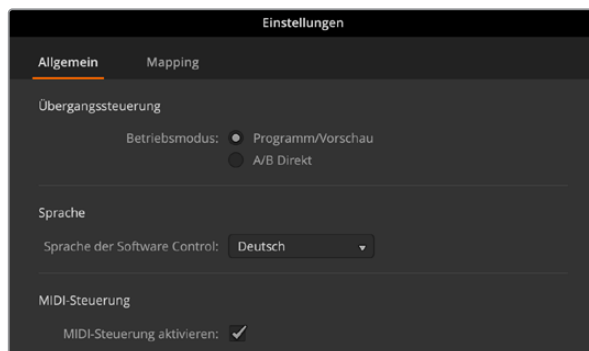 Einstellungen
Allgemein Mapping
Übergangssteuerung
Betriebsmodus: Programm/Vorschau
A/B Direkt
Sprache
Sprache der Software Control: Deutsch
MIDI-Steuerung
MIDI-Steuerung aktivieren: